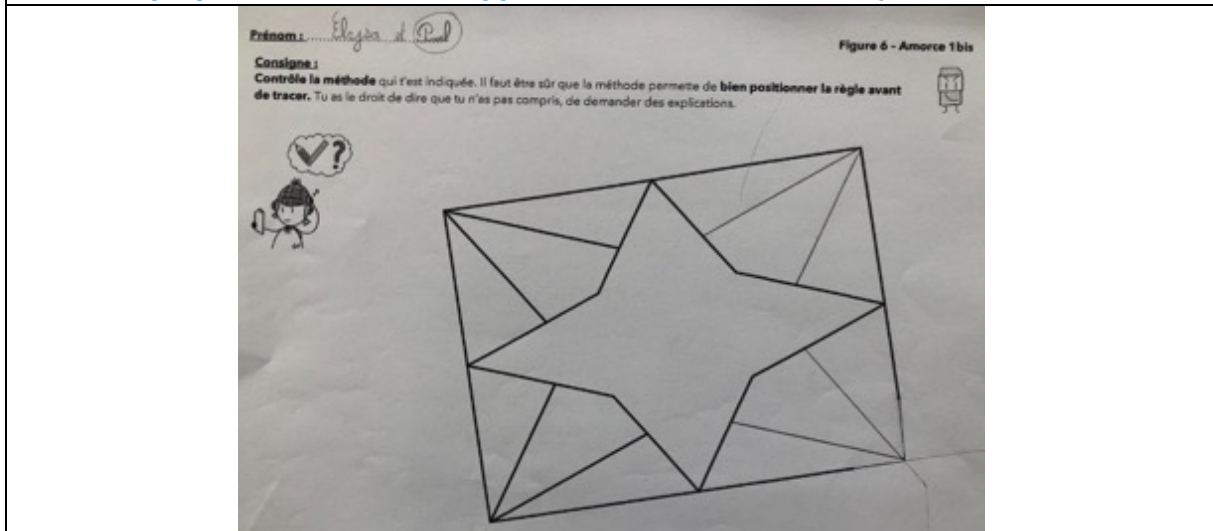 Prénom : Elyza et Paul
Figure 6 - Amorce 1bis
Consigne :
Contrôle la méthode qui t'est indiquée. Il faut être sûr que la méthode permette de bien positionner la règle avant
de tracer. Tu as le droit de dire que tu n'as pas compris, de demander des explications.
?